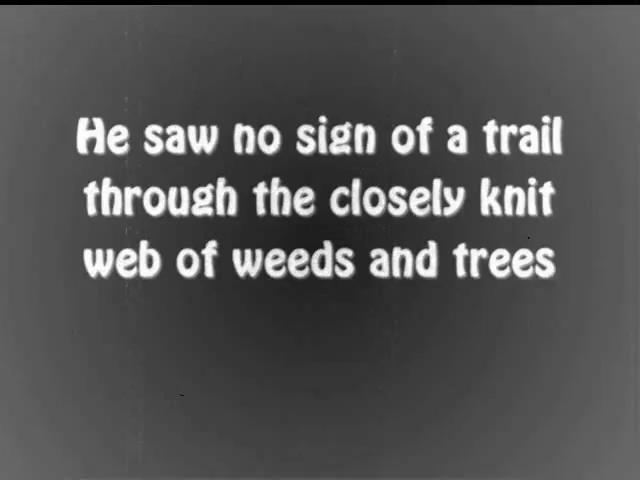 He saw no sign of a trail
through the closely knit
web of weeds and trees